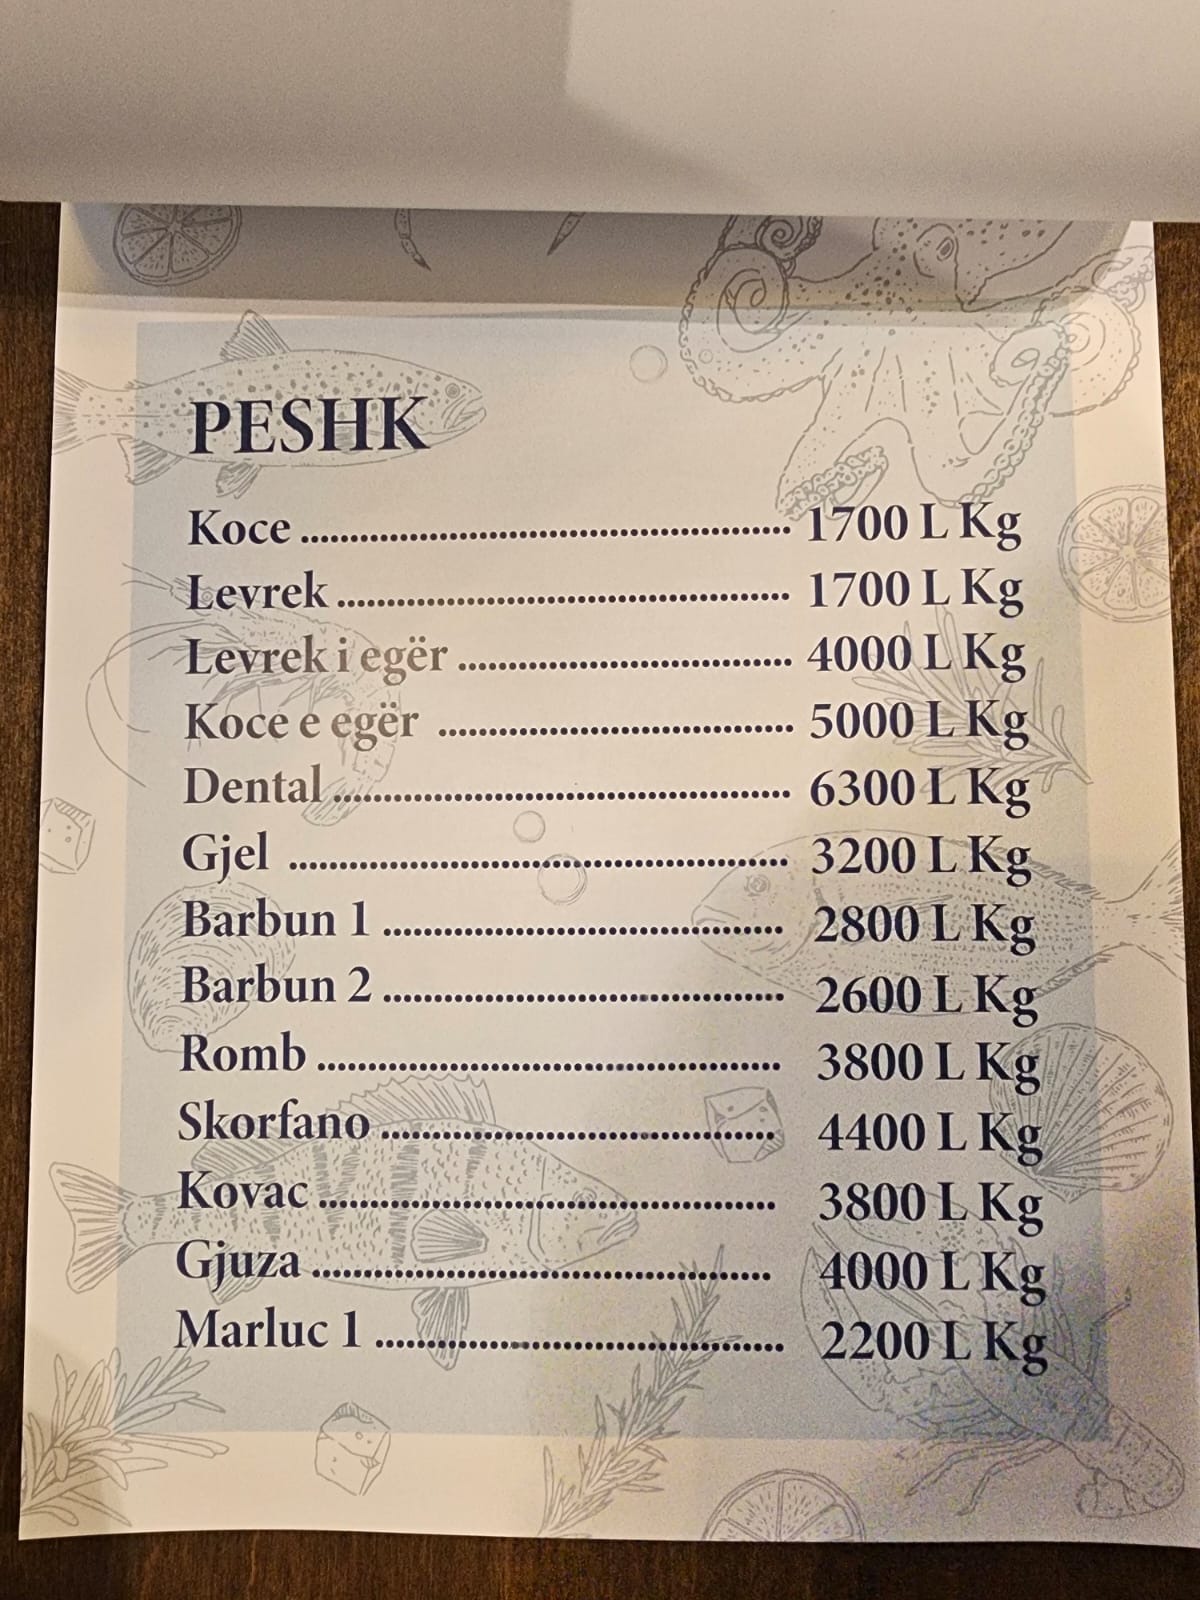 PESHK
Koce ........................................................ 1700 L Kg
Levrek .................................................... 1700 L Kg
Levrek i egër ...................................... 4000 L Kg
Koce e egër ......................................... 5000 L Kg
Dental .................................................... 6300 L Kg
Gjel ......................................................... 3200 L Kg
Barbun 1 .............................................. 2800 L Kg
Barbun 2 .............................................. 2600 L Kg
Romb ..................................................... 3800 L Kg
Skorfano ............................................. 4400 L Kg
Kovac .................................................... 3800 L Kg
Gjuza .................................................... 4000 L Kg
Marluc 1 ............................................... 2200 L Kg